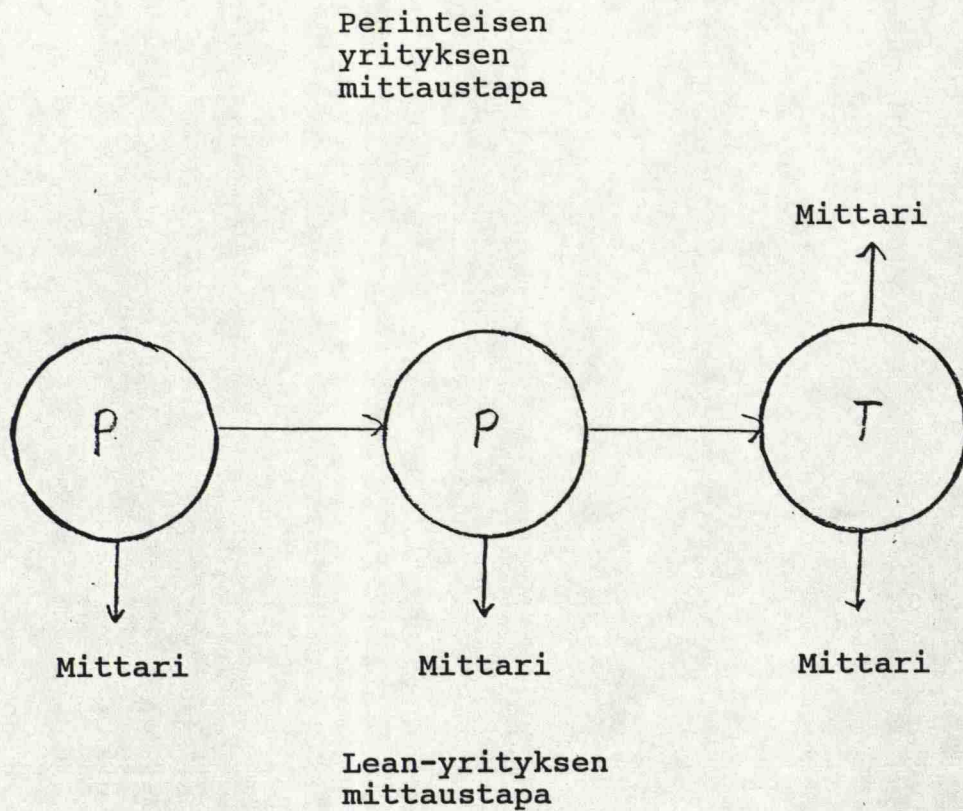 Perinteisen
yrityksen
mittaustapa
Mittari
P P T
Mittari Mittari Mittari
Lean-yrityksen
mittaustapa